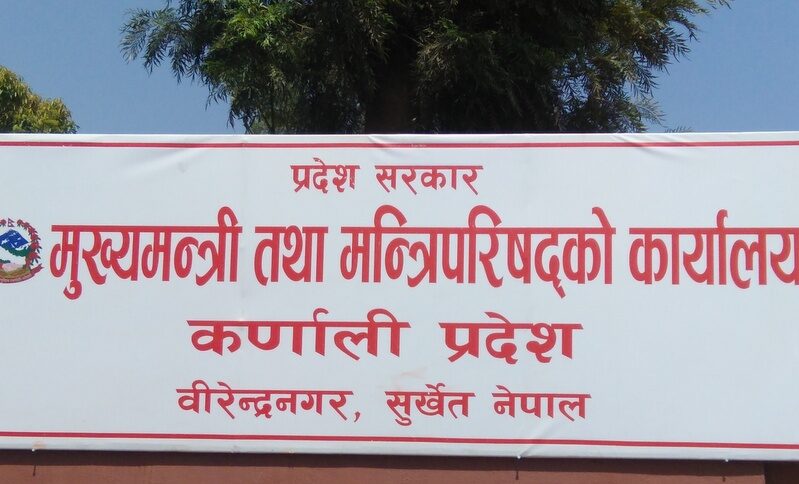 प्रदेश सरकार
मुख्यमन्त्री तथा मन्त्रिपरिषद्को कार्यालय
कर्णाली प्रदेश
वीरेन्द्रनगर, सुर्खेत नेपाल